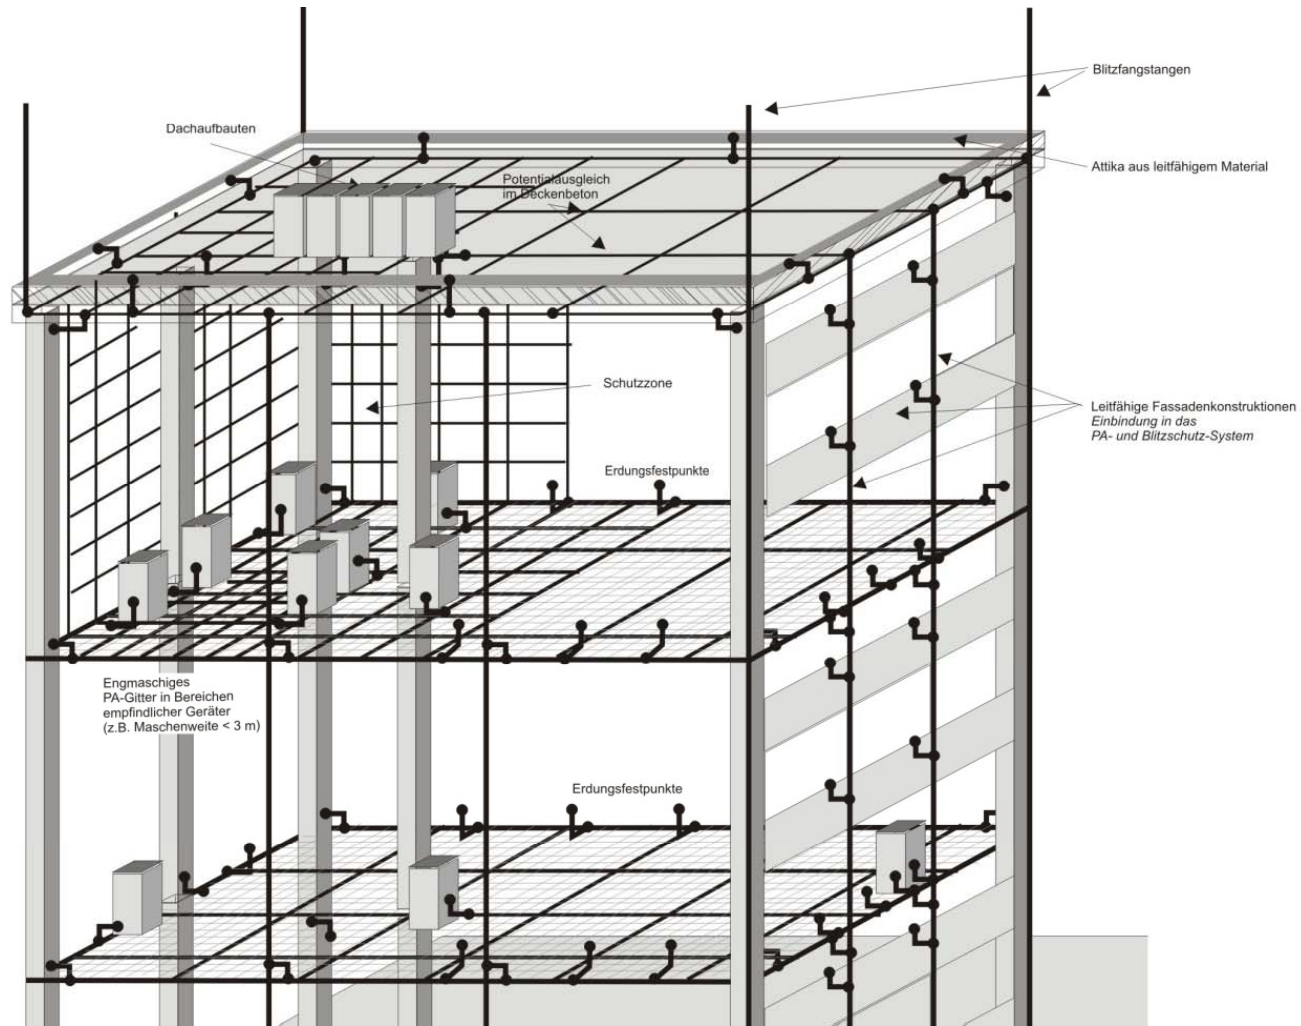 Blitzfangstangen
Dachaufbauten
Attika aus leitfähigem Material
Potentialausgleich
im Deckenbeton
Schutzzone
Leitfähige Fassadenkonstruktionen
Einbindung in das
PA- und Blitzschutz-System
Erdungsfestpunkte
Engmaschiges
PA-Gitter in Bereichen
empfindlicher Geräter
(z.B. Maschenweite < 3 m)
Erdungsfestpunkte